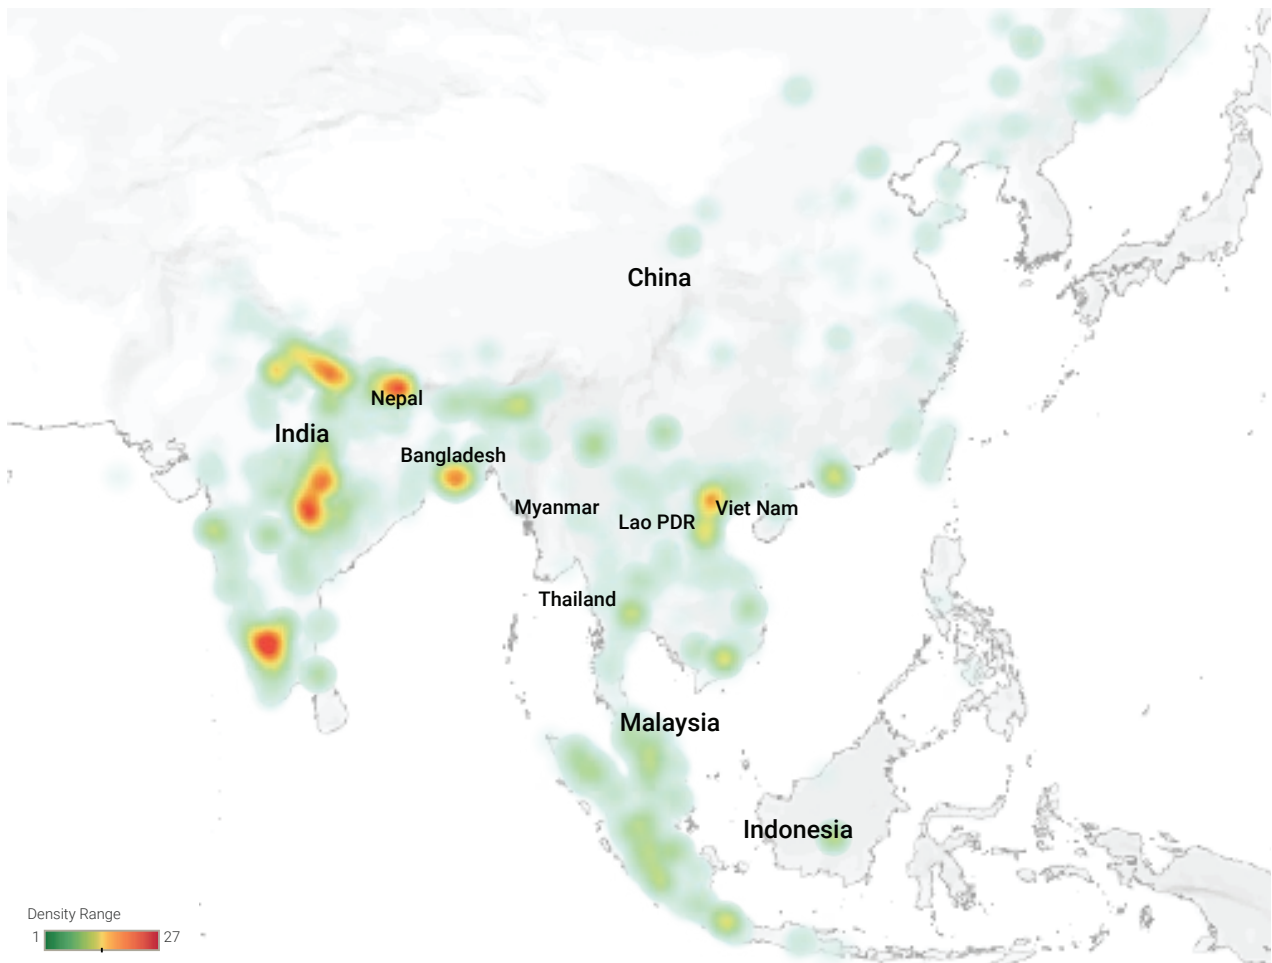 China
Nepal
India
Bangladesh
Myanmar
Viet Nam
Lao PDR
Thailand
Malaysia
Indonesia
Density Range
1 27